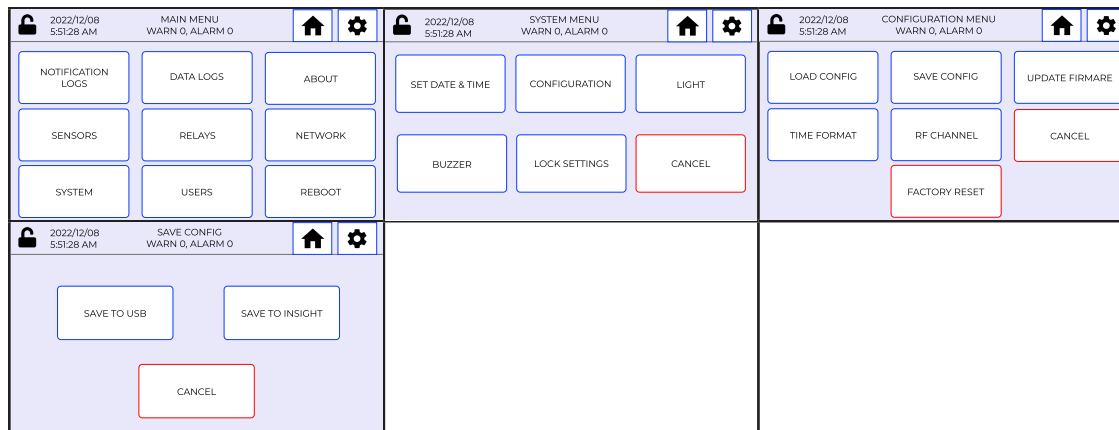 2022/12/08
5:51:28 AM
MAIN MENU
WARN 0, ALARM 0
NOTIFICATION
LOGS
DATA LOGS
ABOUT
SENSORS
RELAYS
NETWORK
SYSTEM
USERS
REBOOT
2022/12/08
5:51:28 AM
SYSTEM MENU
WARN 0, ALARM 0
SET DATE & TIME
CONFIGURATION
LIGHT
BUZZER
LOCK SETTINGS
CANCEL
2022/12/08
5:51:28 AM
CONFIGURATION MENU
WARN 0, ALARM 0
LOAD CONFIG
SAVE CONFIG
UPDATE FIRMARE
TIME FORMAT
RF CHANNEL
CANCEL
FACTORY RESET
2022/12/08
5:51:28 AM
SAVE CONFIG
WARN 0, ALARM 0
SAVE TO USB
SAVE TO INSIGHT
CANCEL